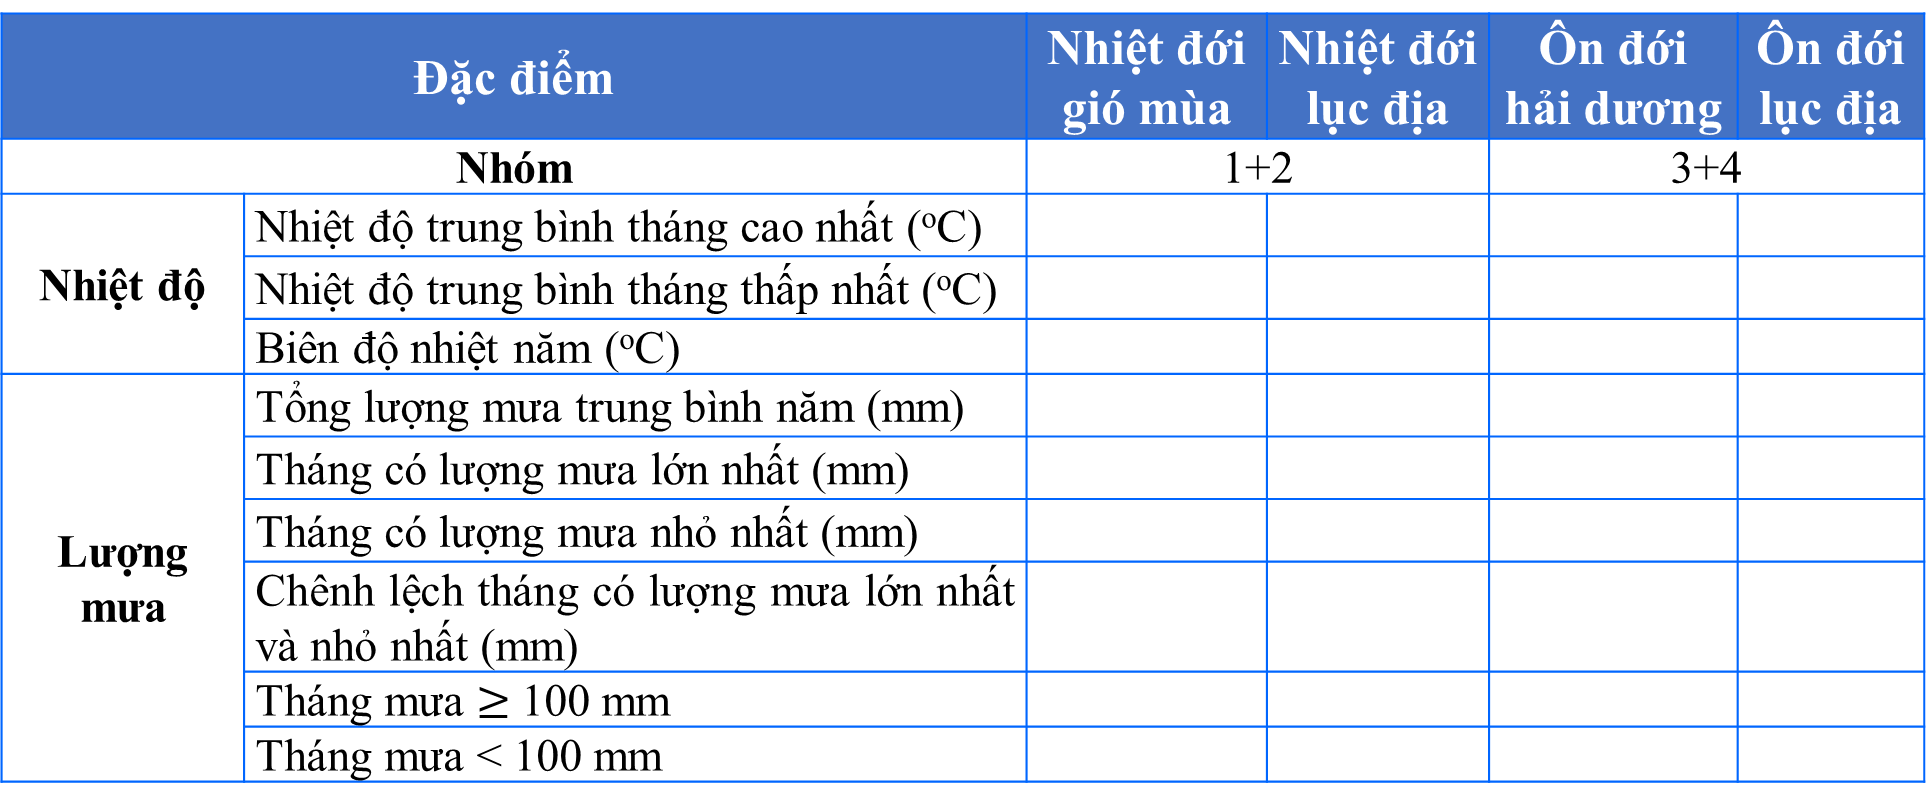 Đặc điểm
Nhiệt đới
gió mùa
Nhiệt đới
lục địa
Ôn đới
hải dương
Ôn đới
lục địa
Nhóm
1+2
3+4
Nhiệt độ
Nhiệt độ trung bình tháng cao nhất (ºC)
Nhiệt độ trung bình tháng thấp nhất (ºC)
Biên độ nhiệt năm (ºC)
Lượng
mưa
Tổng lượng mưa trung bình năm (mm)
Tháng có lượng mưa lớn nhất (mm)
Tháng có lượng mưa nhỏ nhất (mm)
Chênh lệch tháng có lượng mưa lớn nhất
và nhỏ nhất (mm)
Tháng mưa ≥ 100 mm
Tháng mưa < 100 mm